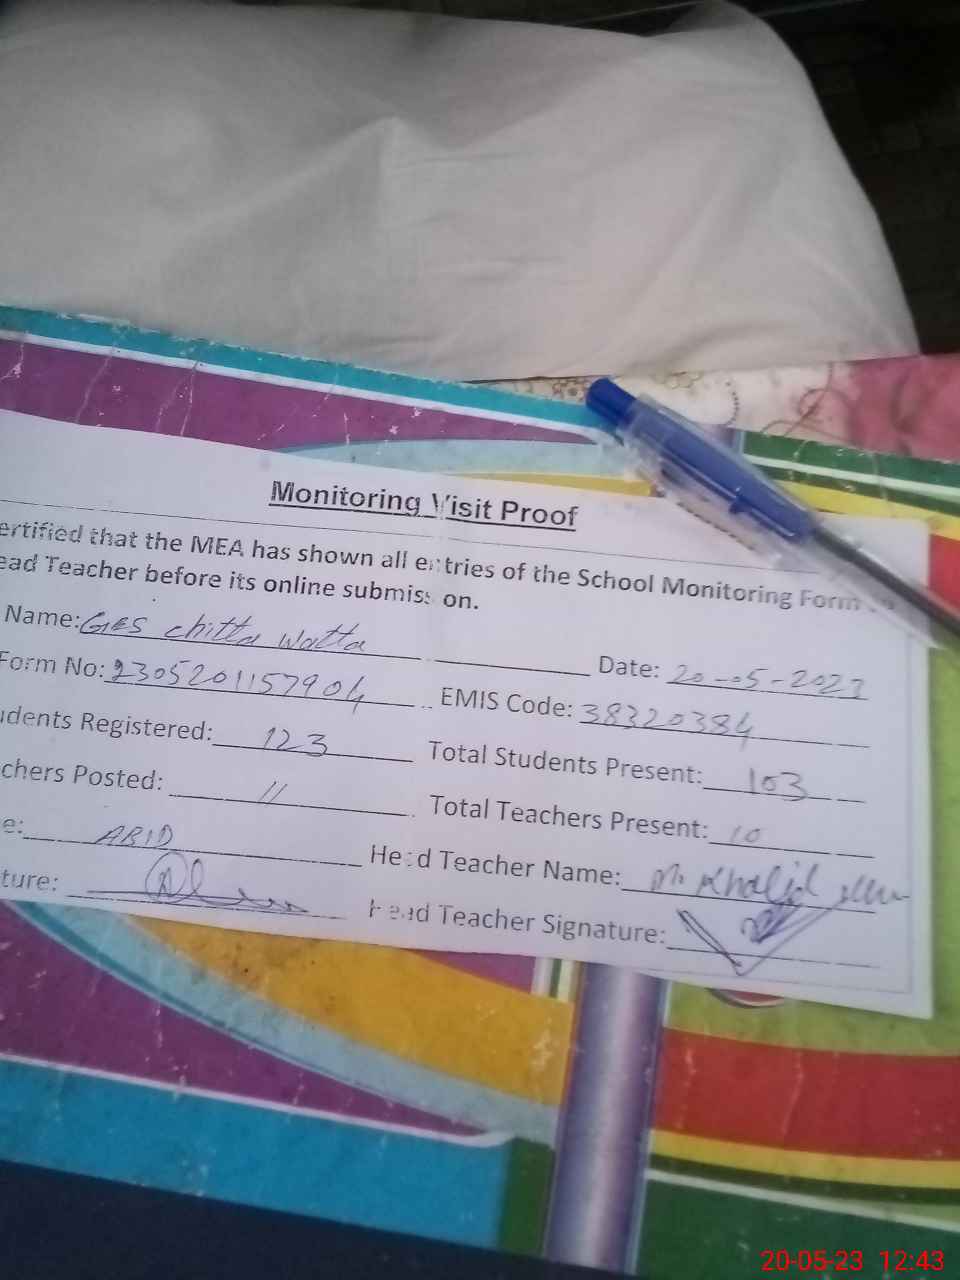 Monitoring Visit Proof
ertified that the MEA has shown all entries of the School Monitoring Form
ead Teacher before its online submission.
Name: GES chitta watta Date: 20-05-2023
Form No: 2305201157904 EMIS Code: 38320384
udents Registered: 123 Total Students Present: 103
chers Posted: 11 Total Teachers Present: 10
e: ABID Head Teacher Name: M. Khalid
ture: Head Teacher Signature:
20-05-23 12:43